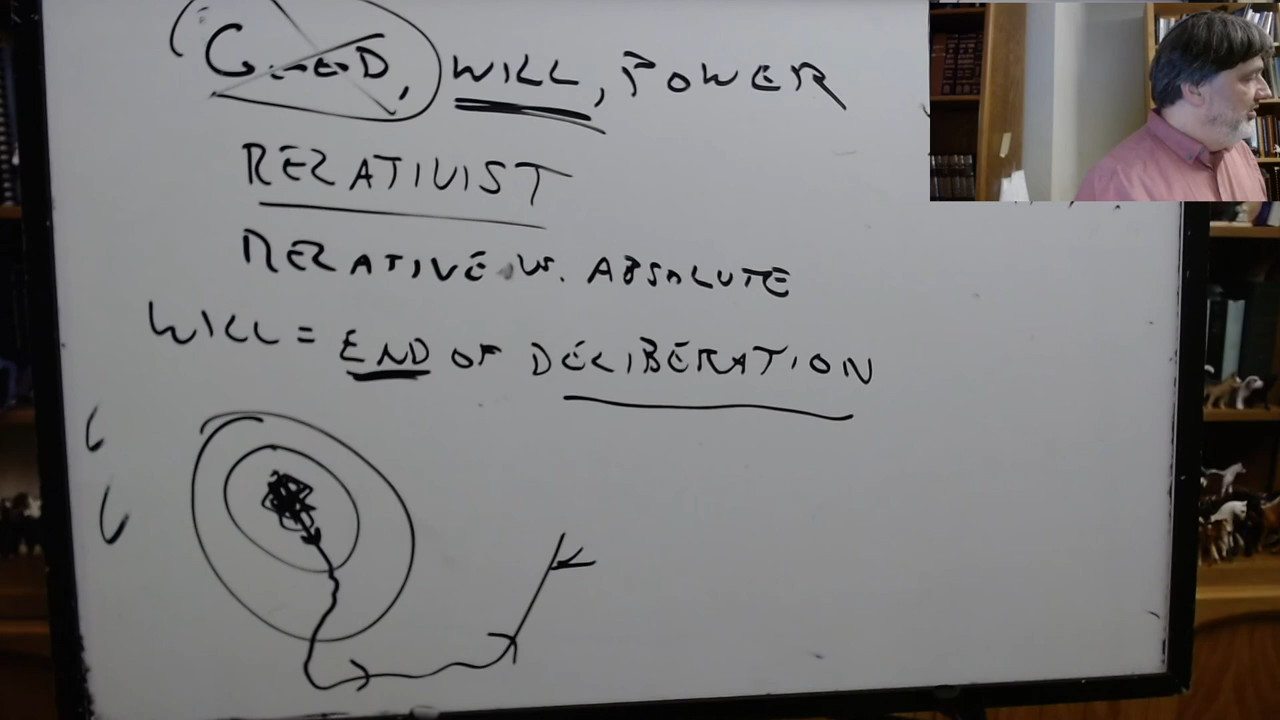 GOOD, WILL, POWER
RELATIVIST
RELATIVE vs. ABSOLUTE
WILL = END OF DELIBERATION